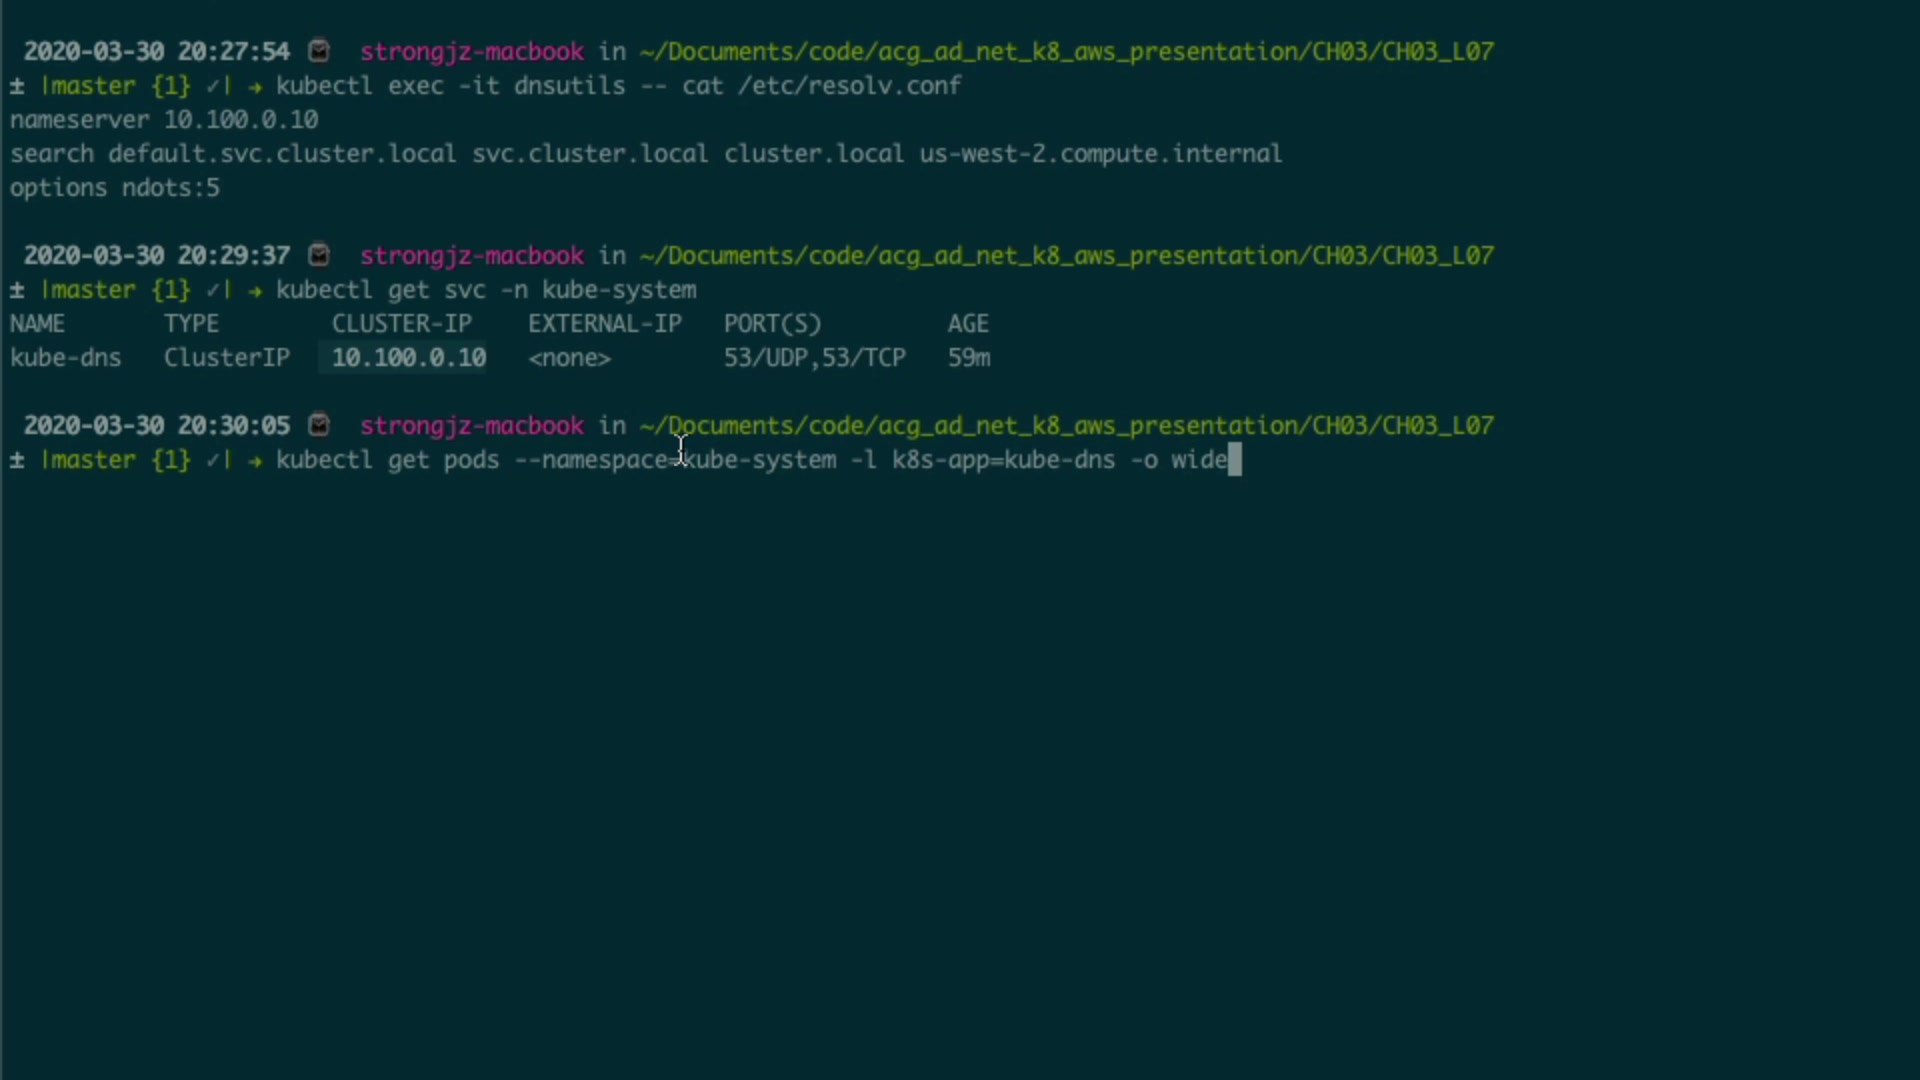 2020-03-30 20:27:54 ⌚ strongjz-macbook in ~/Documents/code/acg_ad_net_k8_aws_presentation/CH03/CH03_L07
± |master {1} ✓| → kubectl exec -it dnsutils -- cat /etc/resolv.conf
nameserver 10.100.0.10
search default.svc.cluster.local svc.cluster.local cluster.local us-west-2.compute.internal
options ndots:5
2020-03-30 20:29:37 ⌚ strongjz-macbook in ~/Documents/code/acg_ad_net_k8_aws_presentation/CH03/CH03_L07
± |master {1} ✓| → kubectl get svc -n kube-system
NAME TYPE CLUSTER-IP EXTERNAL-IP PORT(S) AGE
kube-dns ClusterIP 10.100.0.10 <none> 53/UDP,53/TCP 59m
2020-03-30 20:30:05 ⌚ strongjz-macbook in ~/Documents/code/acg_ad_net_k8_aws_presentation/CH03/CH03_L07
± |master {1} ✓| → kubectl get pods --namespace=kube-system -l k8s-app=kube-dns -o wide